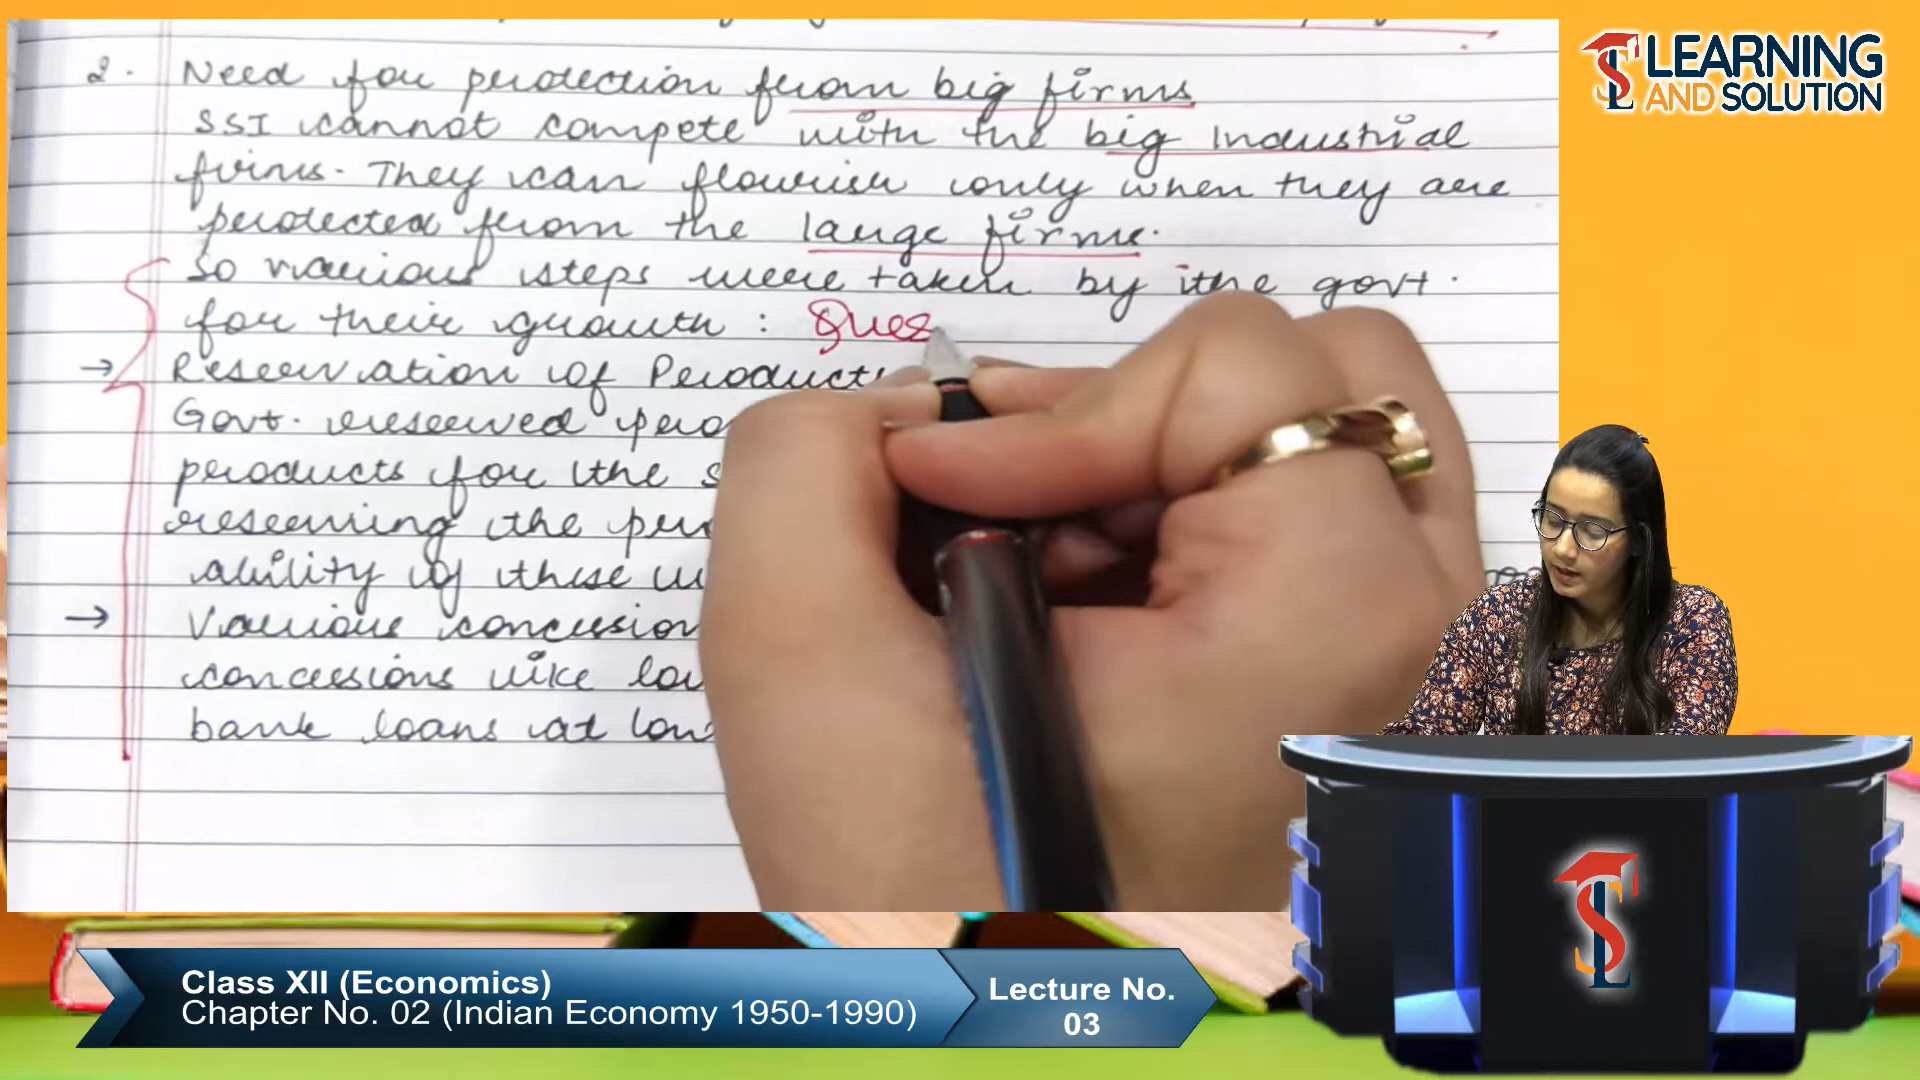 2. Need for protection from big firms
SSI cannot compete with the big Industrial
firms. They can flourish only when they are
protected from the large firms.
So various steps were taken by the govt.
for their growth : Ques
→ Reservation of Products
Govt. reserved
products for the
reserving the
ability of these
→ Various
concessions like
bank loans at
LEARNING
AND SOLUTION
SL
Class XII (Economics)
Chapter No. 02 (Indian Economy 1950-1990)
Lecture No.
03